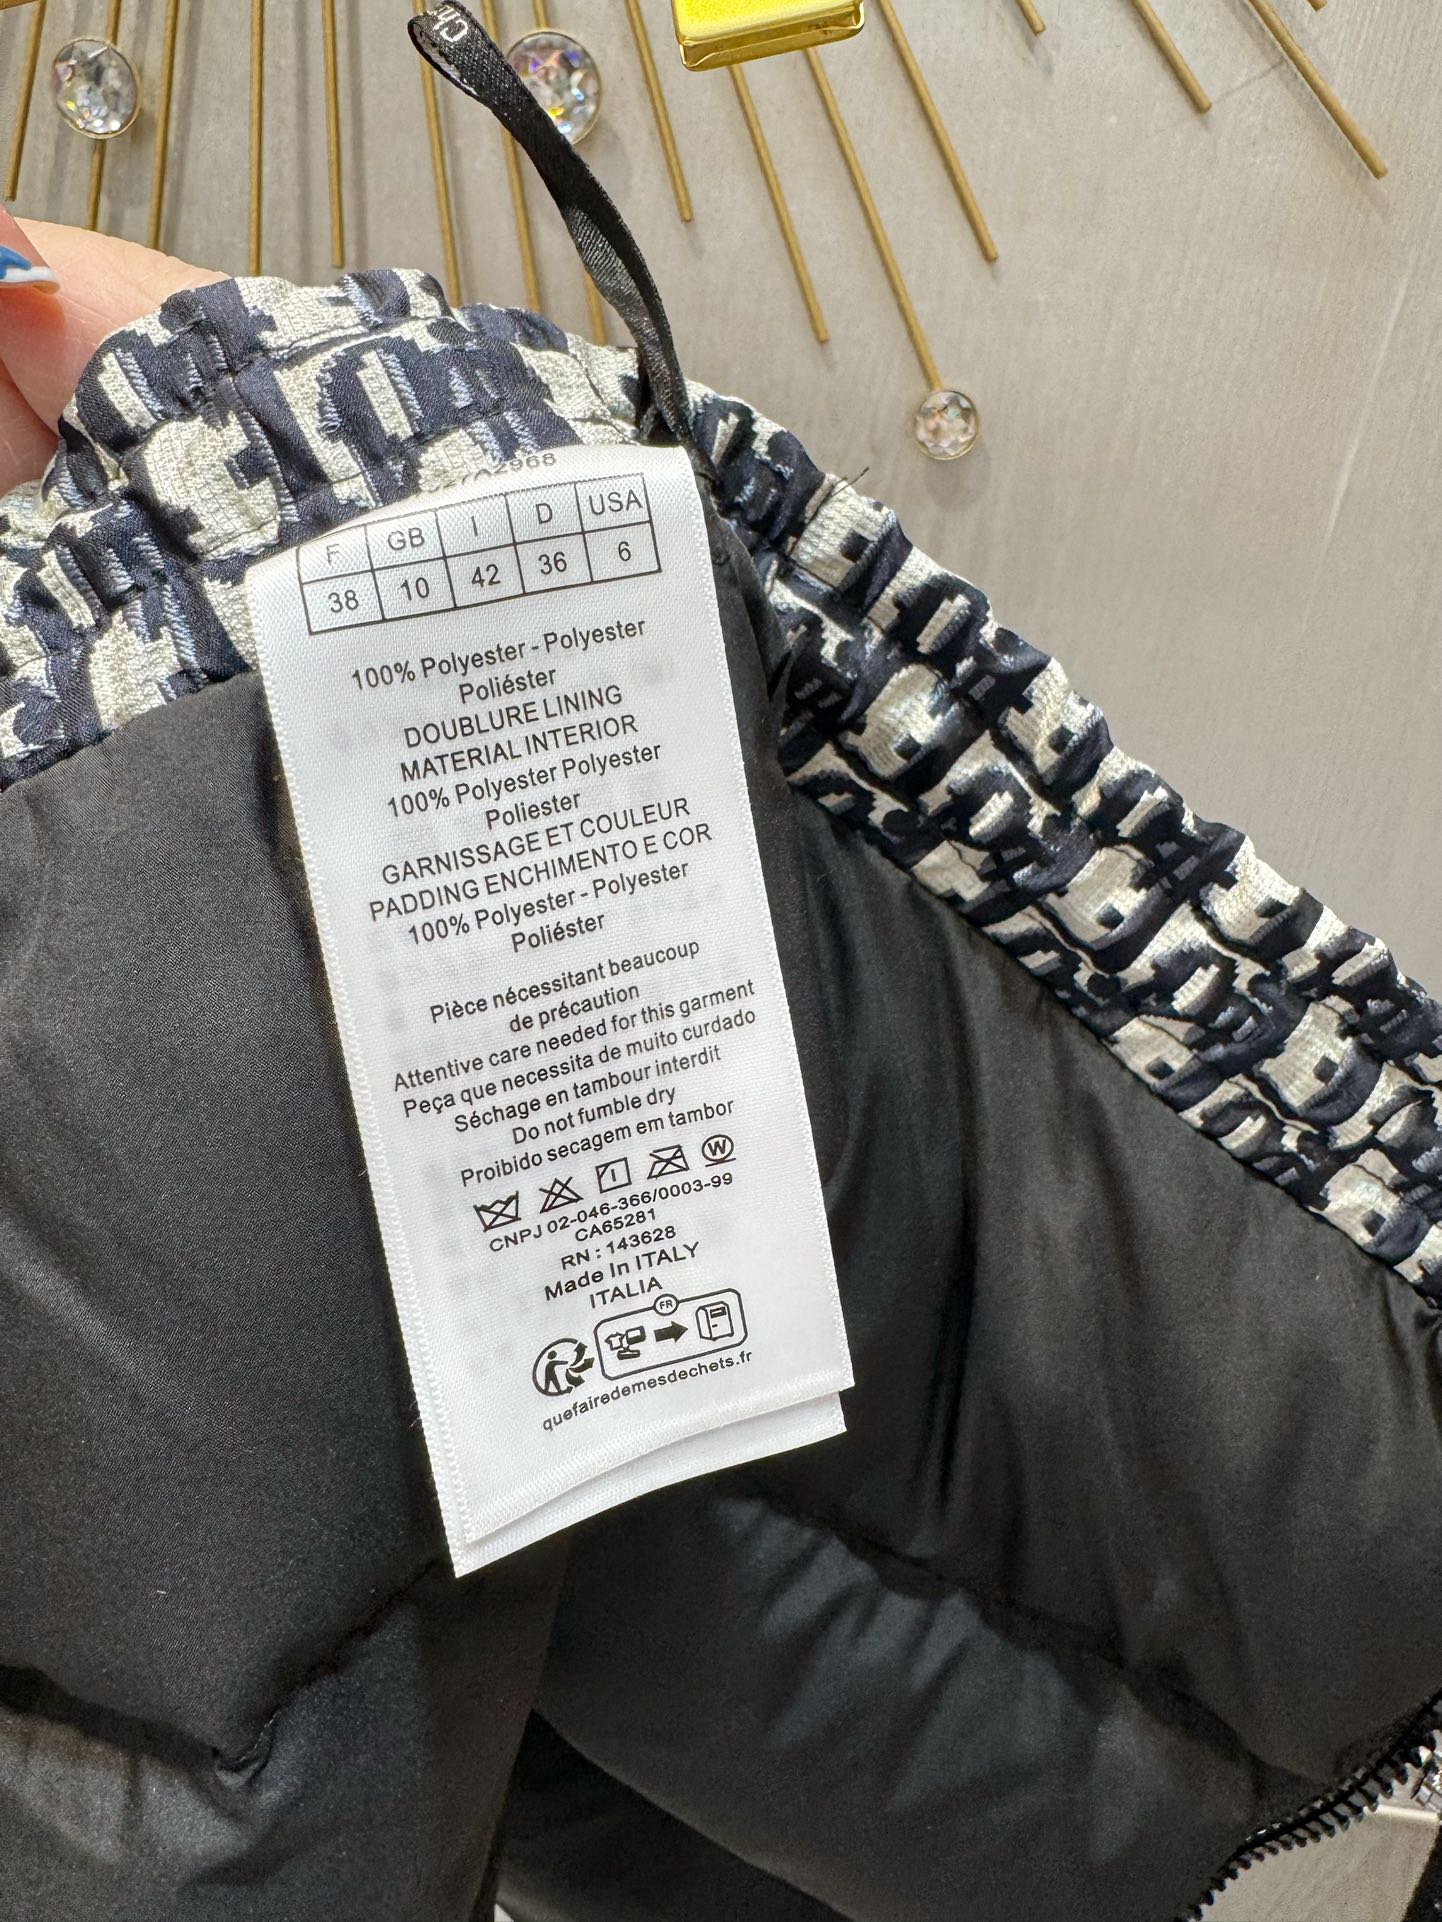 F GB I D USA
38 10 42 36 6
100% Polyester - Polyester
Poliéster
DOUBLURE LINING
MATERIAL INTERIOR
100% Polyester Polyester
Poliester
GARNISSAGE ET COULEUR
PADDING ENCHIMENTO E COR
100% Polyester - Polyester
Poliéster
Pièce nécessitant beaucoup
de précaution
Attentive care needed for this garment
Peça que necessita de muito curdado
Séchage en tambour interdit
Do not fumble dry
Proibido secagem em tambor
W
CNPJ 02-046-366/0003-99
CA65281
RN : 143628
Made In ITALY
ITALIA
FR
quefairedemesdechets.fr